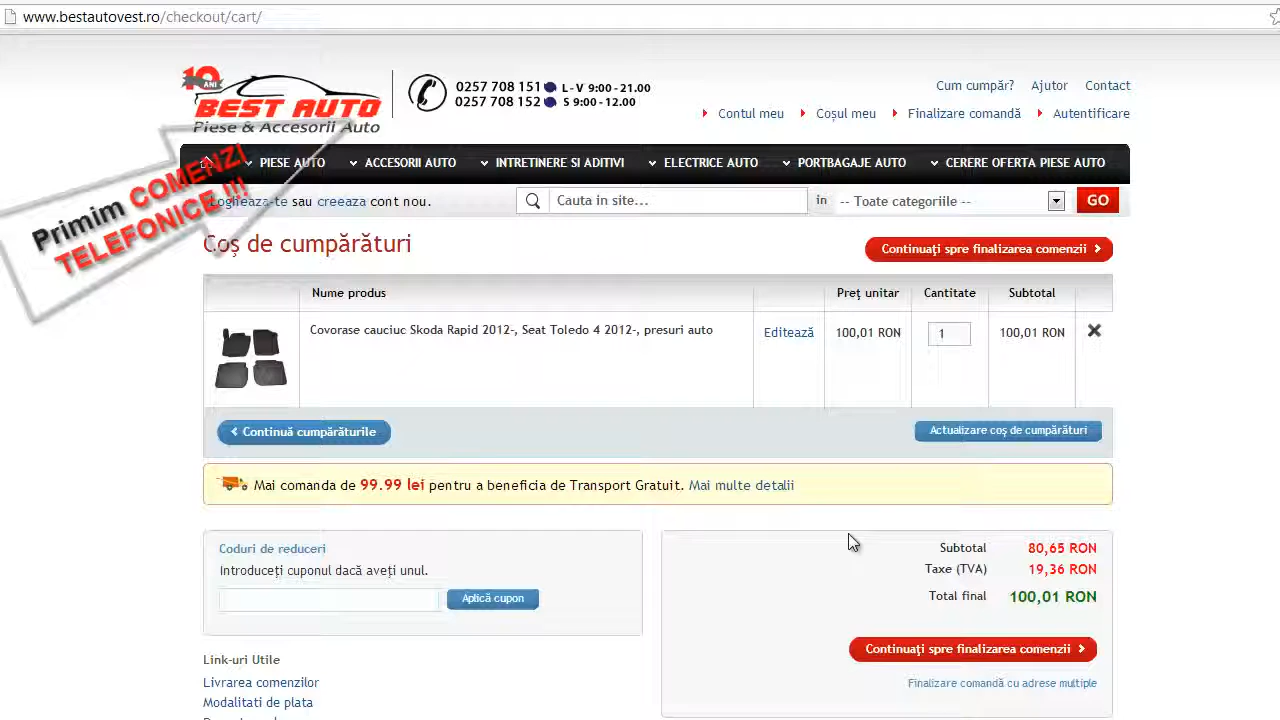 www.bestautovest.ro/checkout/cart/
10 ANI
BEST AUTO
Piese & Accesorii Auto
0257 708 151 L - V 9:00 - 21.00
0257 708 152 S 9:00 - 12.00
Cum cumpăr? Ajutor Contact
Contul meu Coșul meu Finalizare comandă Autentificare
PIESE AUTO ACCESORII AUTO INTRETINERE SI ADITIVI ELECTRICE AUTO PORTBAGAJE AUTO CERERE OFERTA PIESE AUTO
Primim COMENZI
TELEFONICE !!!
Logheaza-te sau creeaza cont nou.
Cauta in site...
in
-- Toate categoriile --
GO
Coș de cumpărături
Continuați spre finalizarea comenzii
Nume produs Preț unitar Cantitate Subtotal
Covorase cauciuc Skoda Rapid 2012-, Seat Toledo 4 2012-, presuri auto Editează 100,01 RON 1 100,01 RON
Continuă cumpărăturile
Actualizare coș de cumpărături
Mai comanda de 99.99 lei pentru a beneficia de Transport Gratuit. Mai multe detalii
Coduri de reduceri
Introduceți cuponul dacă aveți unul.
Aplică cupon
Subtotal 80,65 RON
Taxe (TVA) 19,36 RON
Total final 100,01 RON
Continuați spre finalizarea comenzii
Finalizare comandă cu adrese multiple
Link-uri Utile
Livrarea comenzilor
Modalitati de plata